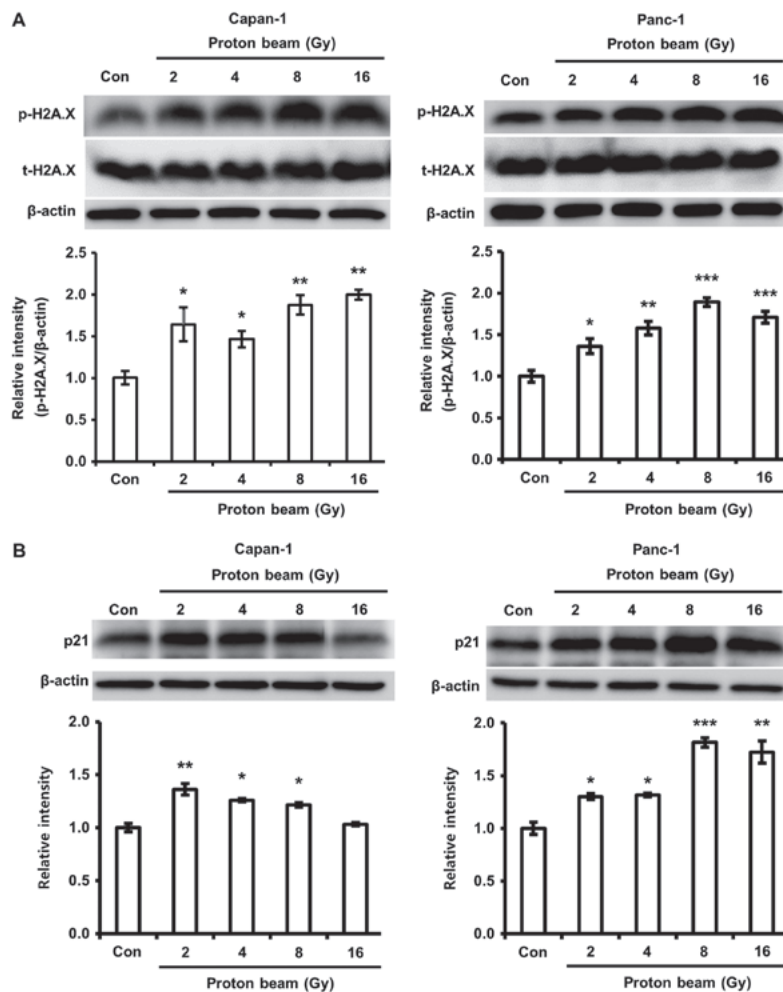 A
Capan-1
Proton beam (Gy)
Con 2 4 8 16
p-H2A.X
t-H2A.X
β-actin
Relative intensity
(p-H2A.X/β-actin)
2.5
2.0
1.5
1.0
0.5
0.0
* * ** **
Con 2 4 8 16
Proton beam (Gy)
Panc-1
Proton beam (Gy)
Con 2 4 8 16
p-H2A.X
t-H2A.X
β-actin
Relative intensity
(p-H2A.X/β-actin)
2.5
2.0
1.5
1.0
0.5
0.0
* ** *** ***
Con 2 4 8 16
Proton beam (Gy)
B
Capan-1
Proton beam (Gy)
Con 2 4 8 16
p21
β-actin
Relative intensity
2.0
1.5
1.0
0.5
0.0
** * *
Con 2 4 8 16
Proton beam (Gy)
Panc-1
Proton beam (Gy)
Con 2 4 8 16
p21
β-actin
Relative intensity
2.0
1.5
1.0
0.5
0.0
* * *** **
Con 2 4 8 16
Proton beam (Gy)